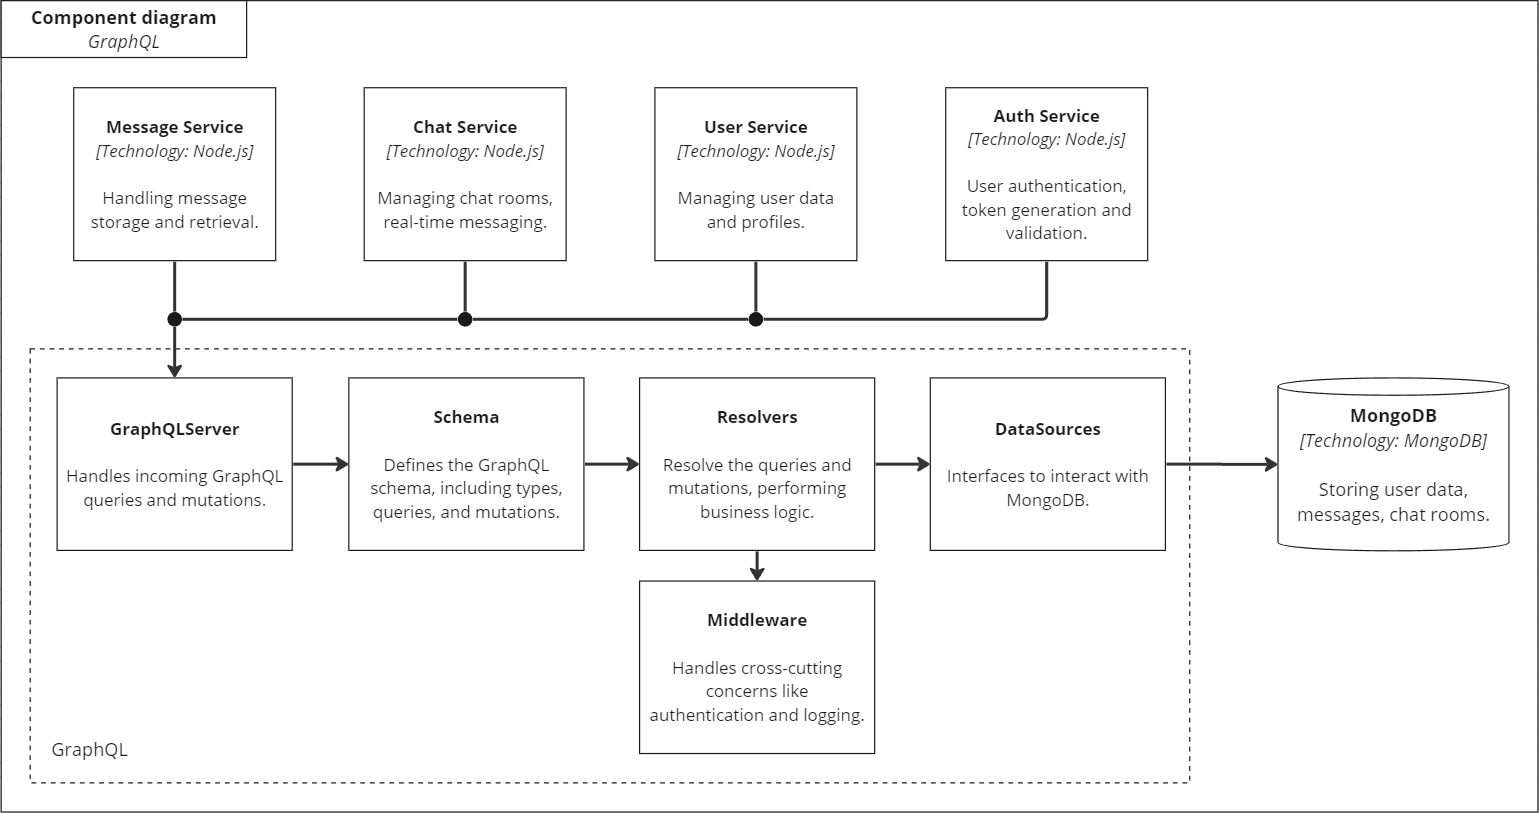 Component diagram
GraphQL
Message Service
[Technology: Node.js]
Handling message
storage and retrieval.
Chat Service
[Technology: Node.js]
Managing chat rooms,
real-time messaging.
User Service
[Technology: Node.js]
Managing user data
and profiles.
Auth Service
[Technology: Node.js]
User authentication,
token generation and
validation.
GraphQLServer
Handles incoming GraphQL
queries and mutations.
Schema
Defines the GraphQL
schema, including types,
queries, and mutations.
Resolvers
Resolve the queries and
mutations, performing
business logic.
DataSources
Interfaces to interact with
MongoDB.
MongoDB
[Technology: MongoDB]
Storing user data,
messages, chat rooms.
Middleware
Handles cross-cutting
concerns like
authentication and logging.
GraphQL